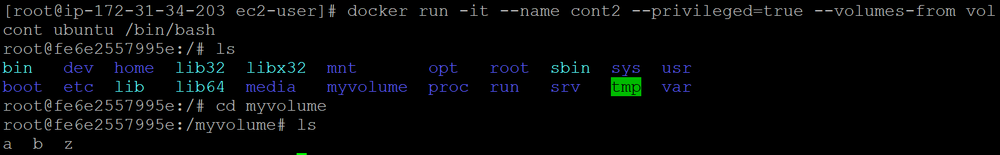 [root@ip-172-31-34-203 ec2-user]# docker run -it --name cont2 --privileged=true --volumes-from vol
cont ubuntu /bin/bash
root@fe6e2557995e:/# ls
bin   dev  home  lib32  libx32  mnt       opt   root  sbin  sys  usr
boot  etc  lib   lib64  media   myvolume  proc  run   srv   tmp  var
root@fe6e2557995e:/# cd myvolume
root@fe6e2557995e:/myvolume# ls
a  b  z